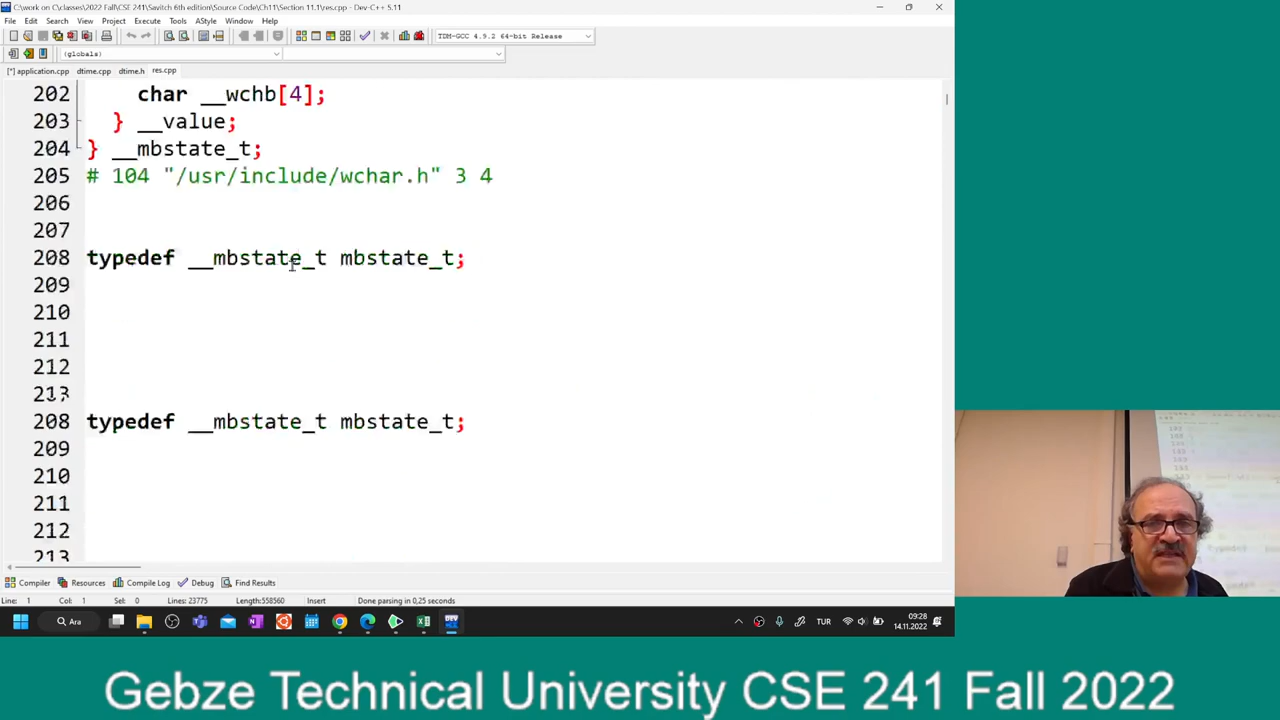 C:\work on C\classes\2022 Fall\CSE 241\Savitch 6th edition\Source Code\Ch11\Section 11.1\res.cpp - Dev-C++ 5.11
File Edit Search View Project Execute Tools AStyle Window Help
TDM-GCC 4.9.2 64-bit Release
(globals)
[*] application.cpp dtime.cpp dtime.h res.cpp
202 char __wchb[4];
203 } __value;
204 } __mbstate_t;
205 # 104 "/usr/include/wchar.h" 3 4
206
207
208 typedef __mbstate_t mbstate_t;
209
210
211
212
213
208 typedef __mbstate_t mbstate_t;
209
210
211
212
213
Compiler Resources Compile Log Debug Find Results
Line: 1 Col: 1 Sel: 0 Lines: 23775 Length: 558560 Insert Done parsing in 0,25 seconds
Ara TUR 09:28
14.11.2022
Gebze Technical University CSE 241 Fall 2022